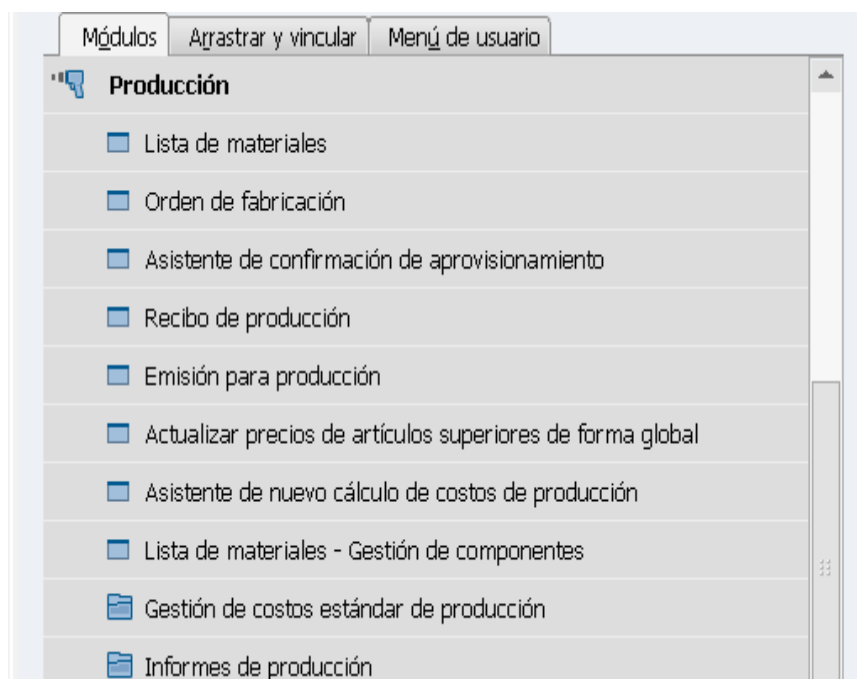 Módulos
Arrastrar y vincular
Menú de usuario
Producción
Lista de materiales
Orden de fabricación
Asistente de confirmación de aprovisionamiento
Recibo de producción
Emisión para producción
Actualizar precios de artículos superiores de forma global
Asistente de nuevo cálculo de costos de producción
Lista de materiales - Gestión de componentes
Gestión de costos estándar de producción
Informes de producción